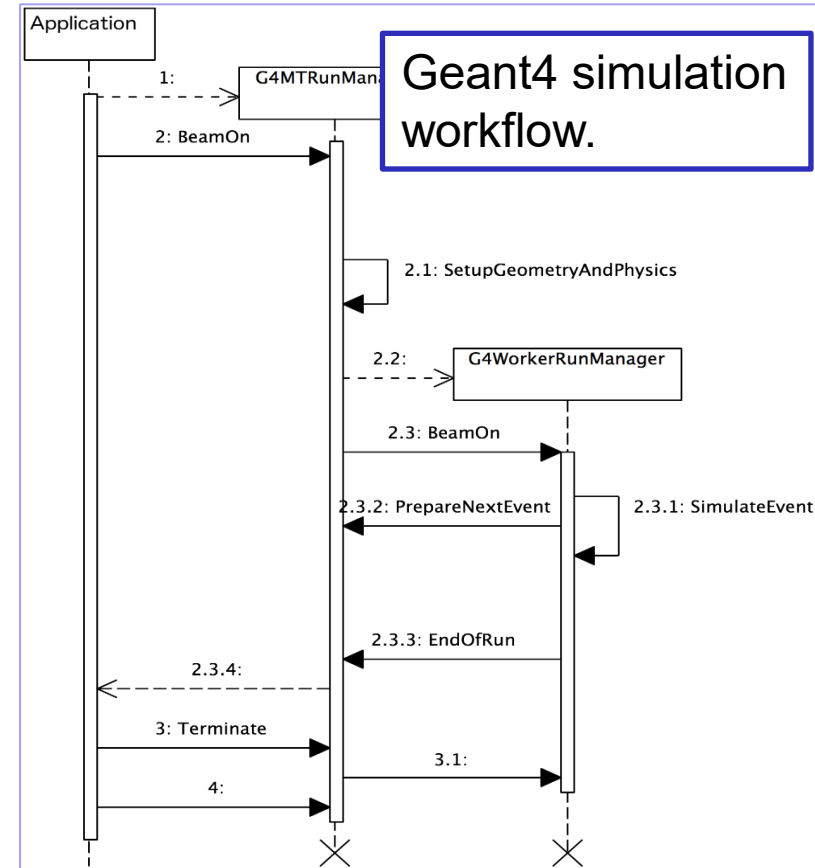 Application
Geant4 simulation
workflow.
1:
2: BeamOn
2.1: SetupGeometryAndPhysics
2.2:
G4WorkerRunManager
2.3: BeamOn
2.3.2: PrepareNextEvent
2.3.1: SimulateEvent
2.3.3: EndOfRun
2.3.4:
3: Terminate
3.1:
4: